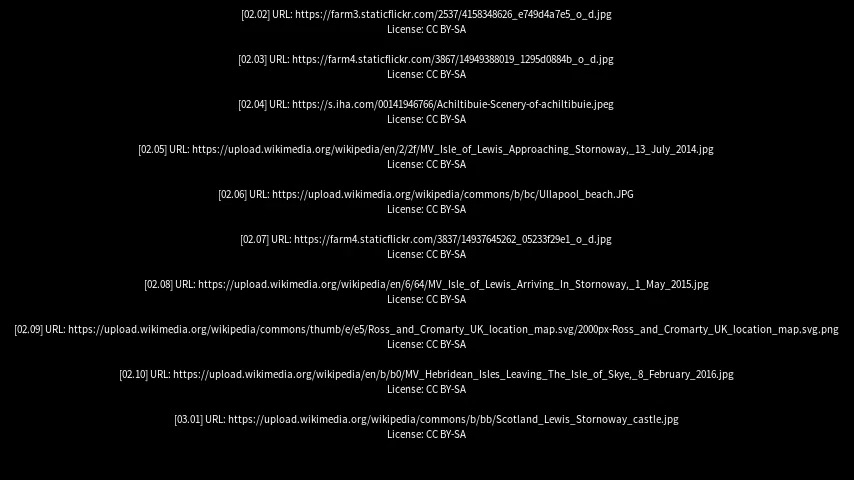 [02.02] URL: https://farm3.staticflickr.com/2537/4158348626_e749d4a7e5_o_d.jpg
License: CC BY-SA
[02.03] URL: https://farm4.staticflickr.com/3867/14949388019_1295d0884b_o_d.jpg
License: CC BY-SA
[02.04] URL: https://s.iha.com/00141946766/Achiltibuie-Scenery-of-achiltibuie.jpeg
License: CC BY-SA
[02.05] URL: https://upload.wikimedia.org/wikipedia/en/2/2f/MV_Isle_of_Lewis_Approaching_Stornoway,_13_July_2014.jpg
License: CC BY-SA
[02.06] URL: https://upload.wikimedia.org/wikipedia/commons/b/bc/Ullapool_beach.JPG
License: CC BY-SA
[02.07] URL: https://farm4.staticflickr.com/3837/14937645262_05233f29e1_o_d.jpg
License: CC BY-SA
[02.08] URL: https://upload.wikimedia.org/wikipedia/en/6/64/MV_Isle_of_Lewis_Arriving_In_Stornoway,_1_May_2015.jpg
License: CC BY-SA
[02.09] URL: https://upload.wikimedia.org/wikipedia/commons/thumb/e/e5/Ross_and_Cromarty_UK_location_map.svg/2000px-Ross_and_Cromarty_UK_location_map.svg.png
License: CC BY-SA
[02.10] URL: https://upload.wikimedia.org/wikipedia/en/b/b0/MV_Hebridean_Isles_Leaving_The_Isle_of_Skye,_8_February_2016.jpg
License: CC BY-SA
[03.01] URL: https://upload.wikimedia.org/wikipedia/commons/b/bb/Scotland_Lewis_Stornoway_castle.jpg
License: CC BY-SA